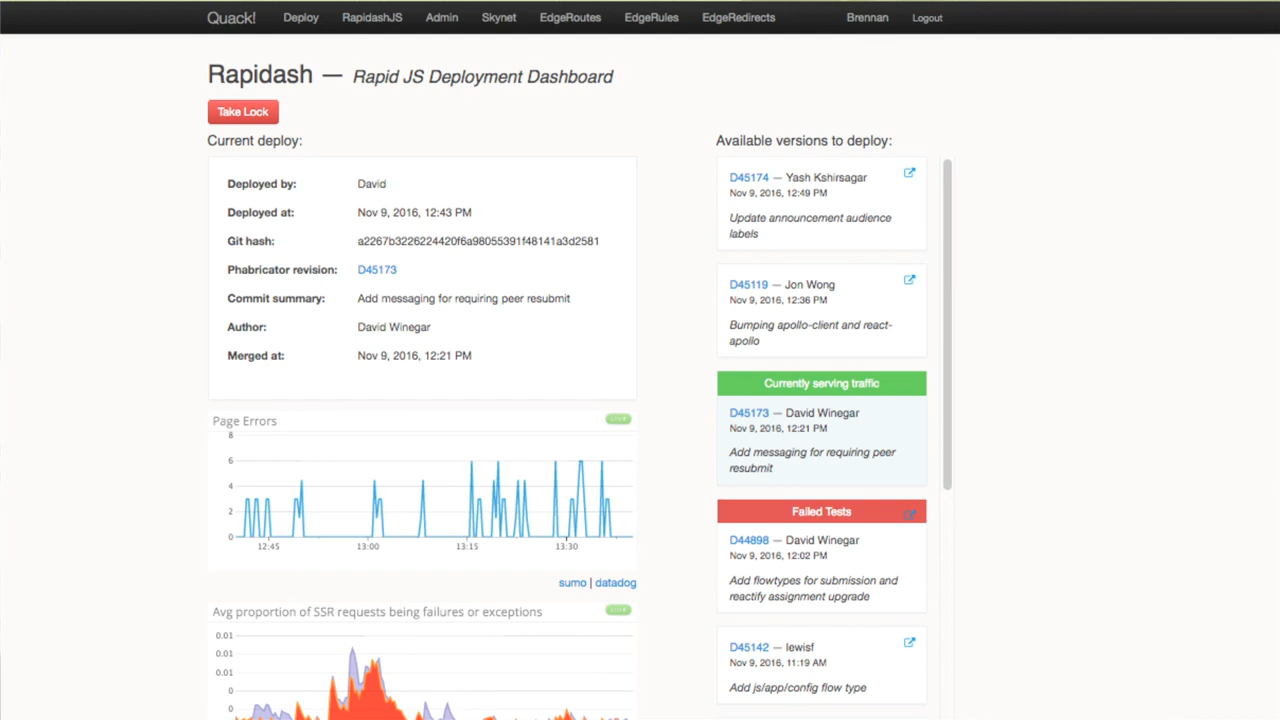 Quack! Deploy RapidashJS Admin Skynet EdgeRoutes EdgeRules EdgeRedirects Brennan Logout
Rapidash — Rapid JS Deployment Dashboard
Take Lock
Current deploy:
Deployed by: David
Deployed at: Nov 9, 2016, 12:43 PM
Git hash: a2267b3226224420f6a98055391f48141a3d2581
Phabricator revision: D45173
Commit summary: Add messaging for requiring peer resubmit
Author: David Winegar
Merged at: Nov 9, 2016, 12:21 PM
Page Errors LIVE
8
6
4
2
0
12:45 13:00 13:15 13:30
sumo | datadog
Avg proportion of SSR requests being failures or exceptions LIVE
0.01
0.01
0.01
0
0
Available versions to deploy:
D45174 — Yash Kshirsagar
Nov 9, 2016, 12:49 PM
Update announcement audience
labels
D45119 — Jon Wong
Nov 9, 2016, 12:36 PM
Bumping apollo-client and react-
apollo
Currently serving traffic
D45173 — David Winegar
Nov 9, 2016, 12:21 PM
Add messaging for requiring peer
resubmit
Failed Tests
D44898 — David Winegar
Nov 9, 2016, 12:02 PM
Add flowtypes for submission and
reactify assignment upgrade
D45142 — lewisf
Nov 9, 2016, 11:19 AM
Add js/app/config flow type